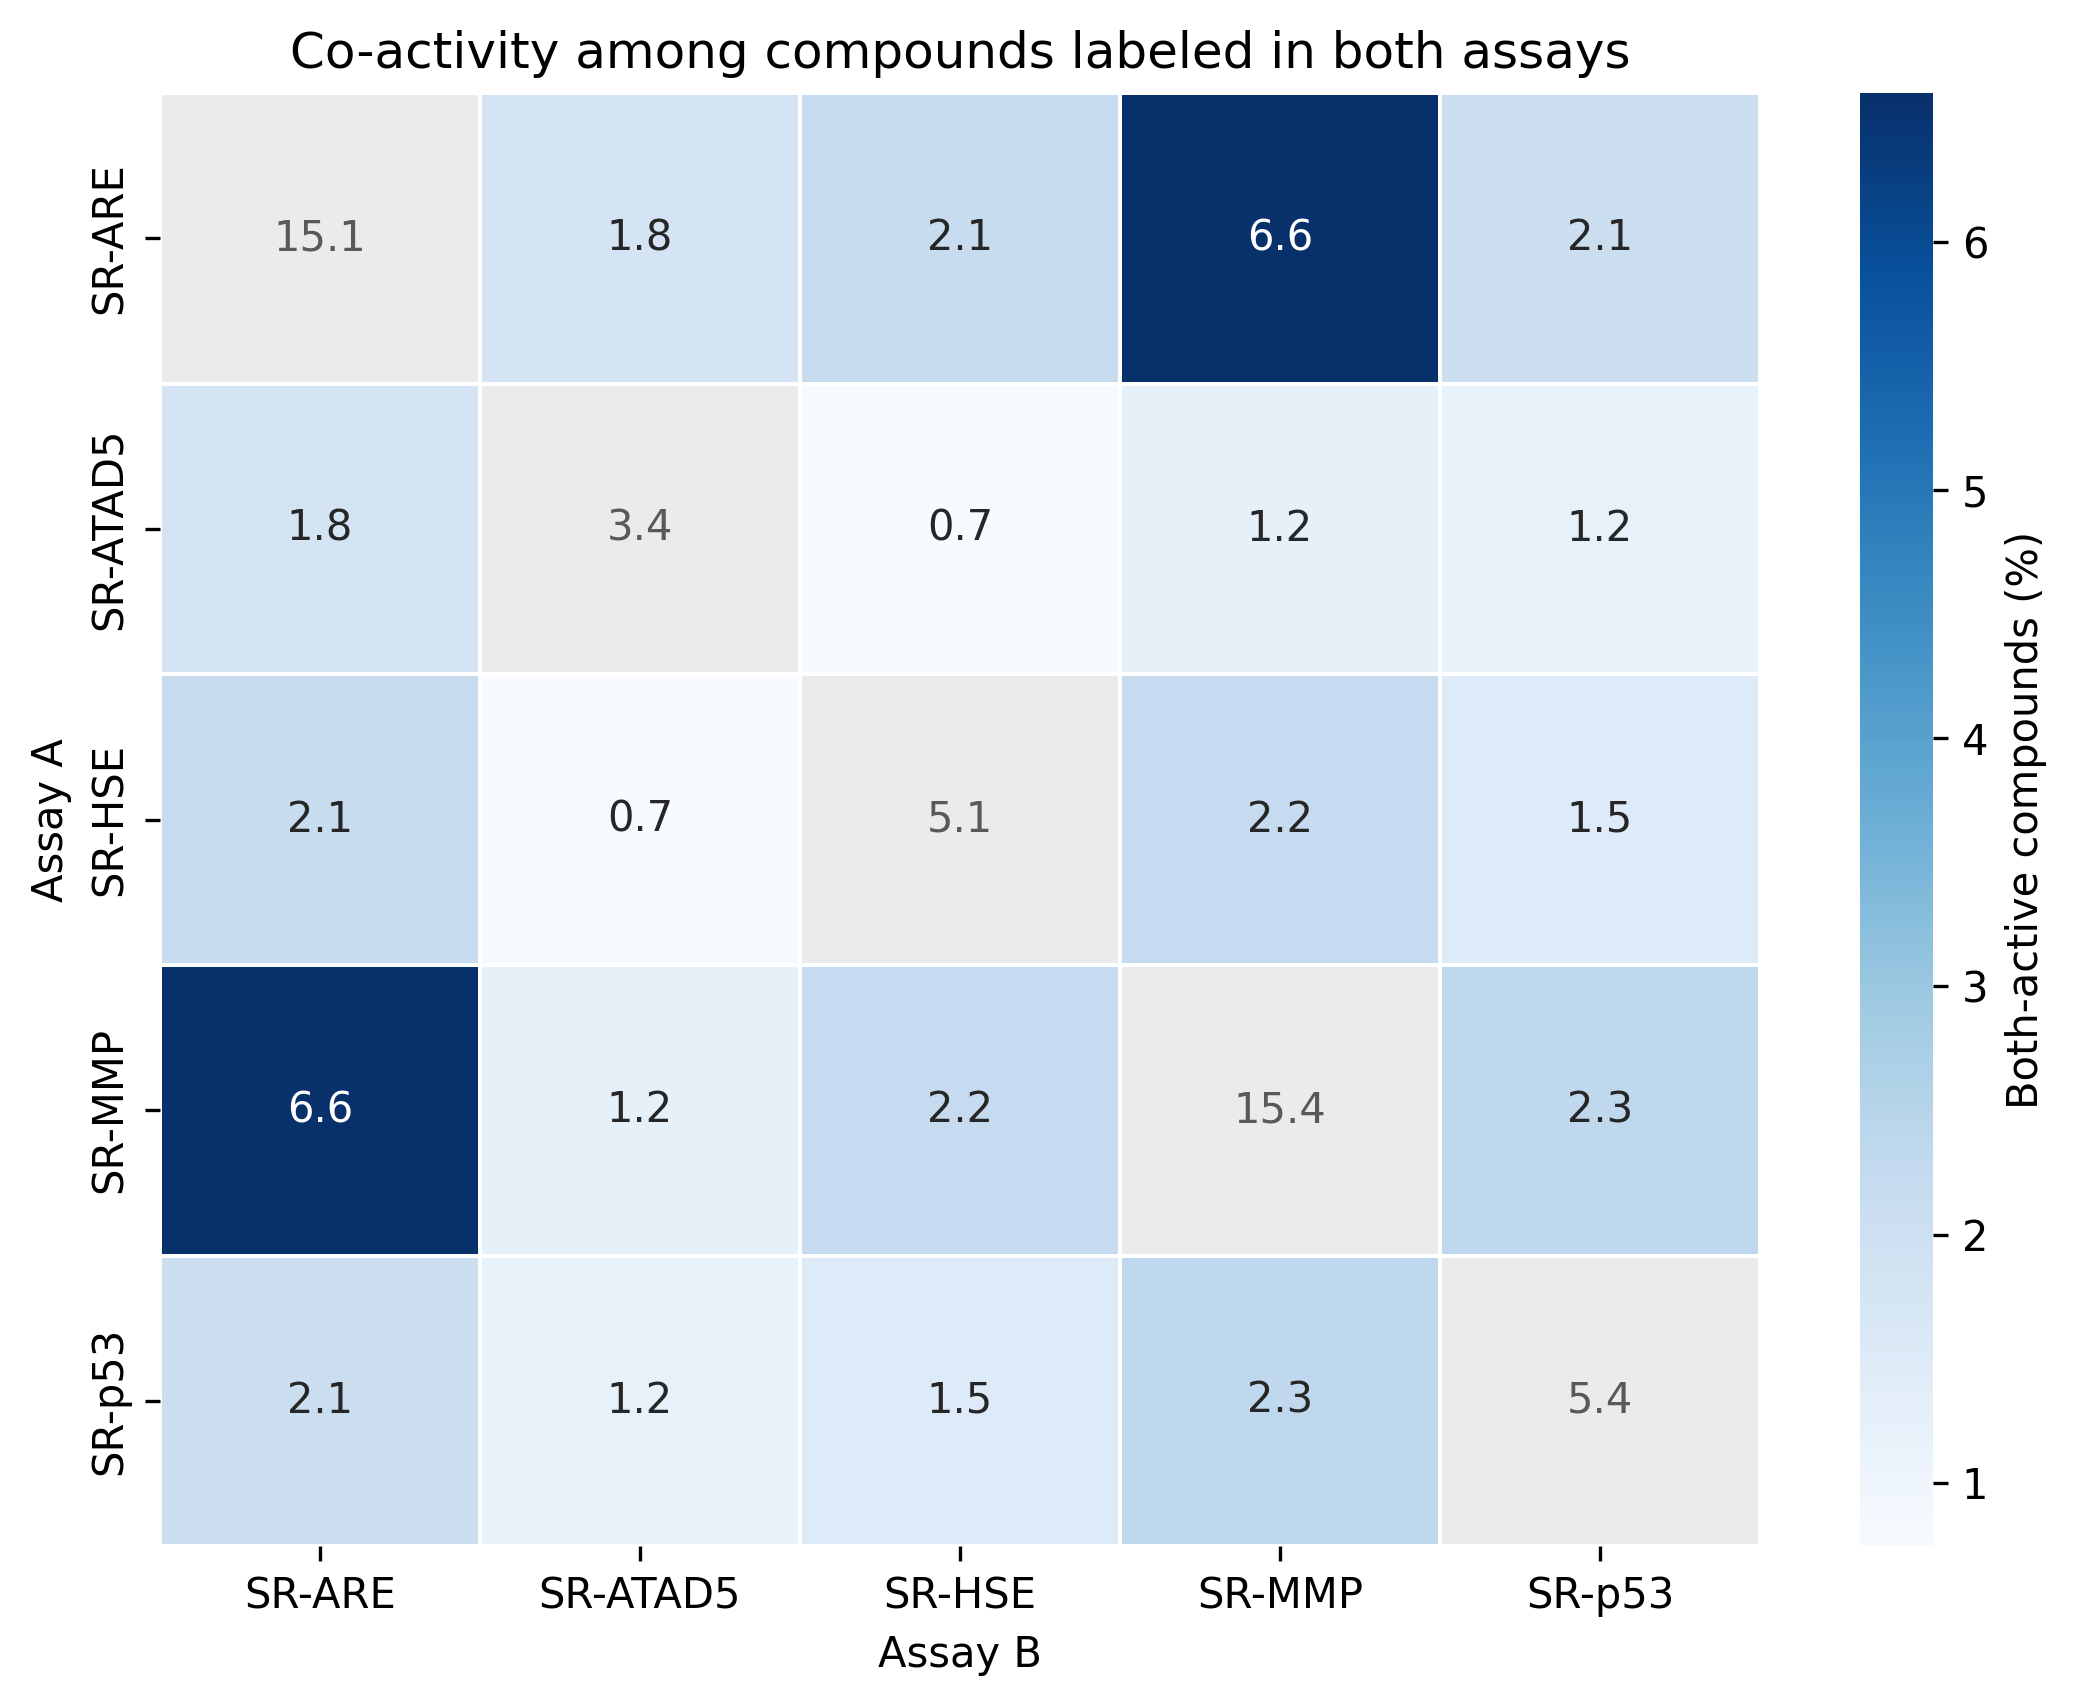 Co-activity among compounds labeled in both assays
Assay A
SR-ARE
15.1 1.8 2.1 6.6 2.1
SR-ATAD5
1.8 3.4 0.7 1.2 1.2
SR-HSE
2.1 0.7 5.1 2.2 1.5
SR-MMP
6.6 1.2 2.2 15.4 2.3
SR-p53
2.1 1.2 1.5 2.3 5.4
SR-ARE SR-ATAD5 SR-HSE SR-MMP SR-p53
Assay B
6
5
4
3
2
1
Both-active compounds (%)